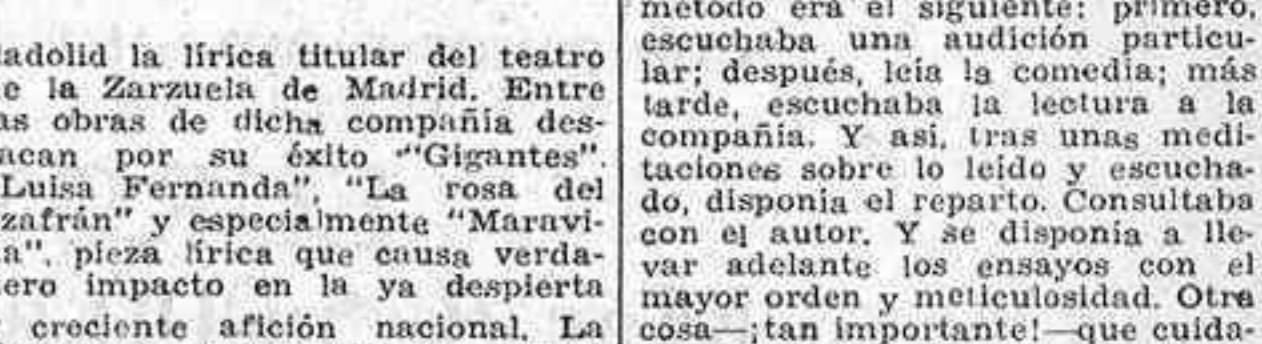 adolid la lírica titular del teatro
e la Zarzuela de Madrid. Entre
as obras de dicha compañía des-
acan por su éxito "Gigantes".
Luisa Fernanda", "La rosa del
zafrán" y especialmente "Maravi-
a", pieza lírica que causa verda-
ero impacto en la ya despierta
creciente afición nacional. La
método era el siguiente: primero,
escuchaba una audición particu-
lar; después, leía la comedia; más
tarde, escuchaba la lectura a la
compañía. Y así, tras unas medi-
taciones sobre lo leído y escucha-
do, disponía el reparto. Consultaba
con el autor. Y se disponía a lle-
var adelante los ensayos con el
mayor orden y meticulosidad. Otra
cosa—¡tan importante!—que cuida-